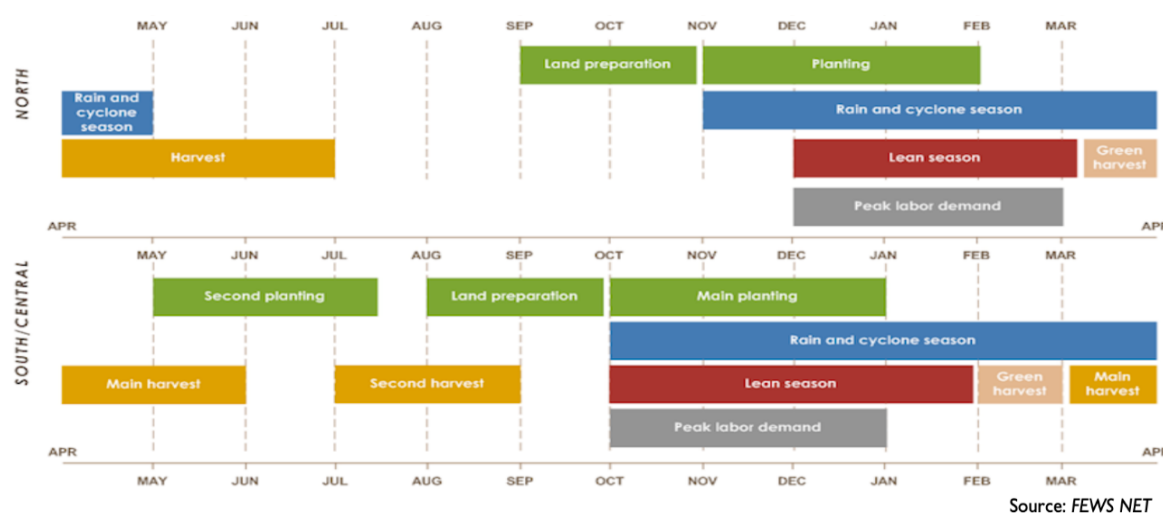 MAY JUN JUL AUG SEP OCT NOV DEC JAN FEB MAR
NORTH
Land preparation Planting
Rain and
cyclone
season
Rain and cyclone season
Harvest
Lean season
Green
harvest
Peak labor demand
APR APR
MAY JUN JUL AUG SEP OCT NOV DEC JAN FEB MAR
SOUTH/CENTRAL
Second planting Land preparation Main planting
Rain and cyclone season
Main harvest Second harvest Lean season
Green
harvest
Main
harvest
Peak labor demand
APR APR
MAY JUN JUL AUG SEP OCT NOV DEC JAN FEB MAR
Source: FEWS NET